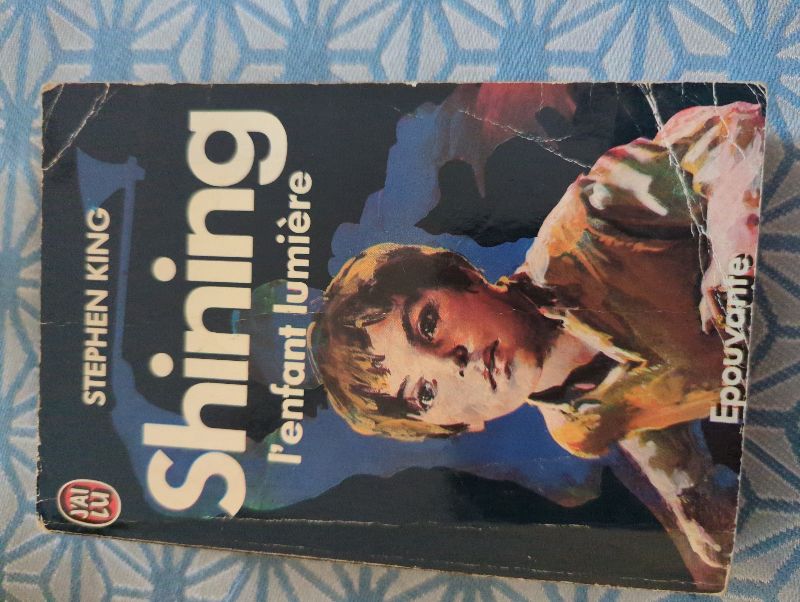 J'AI
LU
STEPHEN KING
Shining
l'enfant lumière
Epouvante